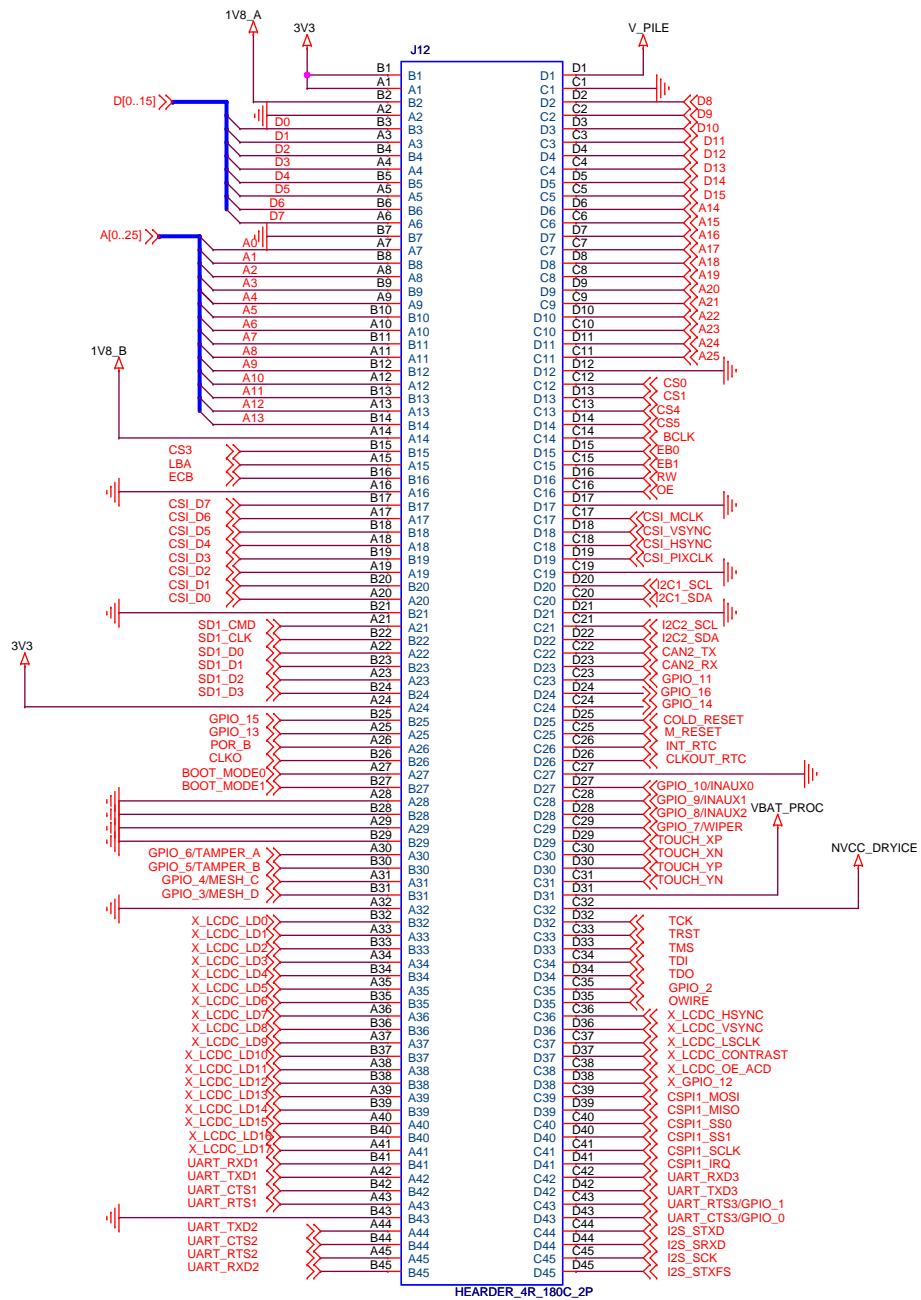 1V8_A
3V3
V_PILE
J12
B1 B1 D1 D1
A1 A1 C1 C1
D[0..15] B2 B2 D2 D2 D8
A2 A2 C2 C2 D9
D0 B3 B3 D3 D3 D10
D1 A3 A3 C3 C3 D11
D2 B4 B4 D4 D4 D12
D3 A4 A4 C4 C4 D13
D4 B5 B5 D5 D5 D14
D5 A5 A5 C5 C5 D15
D6 B6 B6 D6 D6 A14
D7 A6 A6 C6 C6 A15
A[0..25] B7 B7 D7 D7 A16
A0 A7 A7 C7 C7 A17
A1 B8 B8 D8 D8 A18
A2 A8 A8 C8 C8 A19
A3 B9 B9 D9 D9 A20
A4 A9 A9 C9 C9 A21
A5 B10 B10 D10 D10 A22
A6 A10 A10 C10 C10 A23
A7 B11 B11 D11 D11 A24
1V8_B A8 A11 A11 C11 C11 A25
A9 B12 B12 D12 D12
A10 A12 A12 C12 C12 CS0
A11 B13 B13 D13 D13 CS1
A12 A13 A13 C13 C13 CS4
A13 B14 B14 D14 D14 CS5
A14 A14 C14 C14 BCLK
CS3 B15 B15 D15 D15 EB0
LBA A15 A15 C15 C15 EB1
ECB B16 B16 D16 D16 RW
A16 A16 C16 C16 OE
CSI_D7 B17 B17 D17 D17
CSI_D6 A17 A17 C17 C17 CSI_MCLK
CSI_D5 B18 B18 D18 D18 CSI_VSYNC
CSI_D4 A18 A18 C18 C18 CSI_HSYNC
CSI_D3 B19 B19 D19 D19 CSI_PIXCLK
CSI_D2 A19 A19 C19 C19
CSI_D1 B20 B20 D20 D20 I2C1_SCL
CSI_D0 A20 A20 C20 C20 I2C1_SDA
B21 B21 D21 D21
SD1_CMD A21 A21 C21 C21 I2C2_SCL
SD1_CLK B22 B22 D22 D22 I2C2_SDA
3V3 SD1_D0 A22 A22 C22 C22 CAN2_TX
SD1_D1 B23 B23 D23 D23 CAN2_RX
SD1_D2 A23 A23 C23 C23 GPIO_11
SD1_D3 B24 B24 D24 D24 GPIO_16
A24 A24 C24 C24 GPIO_14
GPIO_15 B25 B25 D25 D25 COLD_RESET
GPIO_13 A25 A25 C25 C25 M_RESET
POR_B A26 A26 C26 C26 INT_RTC
CLKO B26 B26 D26 D26 CLKOUT_RTC
BOOT_MODE0 A27 A27 C27 C27
BOOT_MODE1 B27 B27 D27 D27 GPIO_10/INAUX0
A28 A28 C28 C28 GPIO_9/INAUX1
B28 B28 D28 D28 GPIO_8/INAUX2 VBAT_PROC
A29 A29 C29 C29 GPIO_7/WIPER
B29 B29 D29 D29 TOUCH_XP
GPIO_6/TAMPER_A A30 A30 C30 C30 TOUCH_XN NVCC_DRYICE
GPIO_5/TAMPER_B B30 B30 D30 D30 TOUCH_YP
GPIO_4/MESH_C A31 A31 C31 C31 TOUCH_YN
GPIO_3/MESH_D B31 B31 D31 D31
A32 A32 C32 C32
X_LCDC_LD0 B32 B32 D32 D32 TCK
X_LCDC_LD1 A33 A33 C33 C33 TRST
X_LCDC_LD2 B33 B33 D33 D33 TMS
X_LCDC_LD3 A34 A34 C34 C34 TDI
X_LCDC_LD4 B34 B34 D34 D34 TDO
X_LCDC_LD5 A35 A35 C35 C35 GPIO_2
X_LCDC_LD6 B35 B35 D35 D35 OWIRE
X_LCDC_LD7 A36 A36 C36 C36 X_LCDC_HSYNC
X_LCDC_LD8 B36 B36 D36 D36 X_LCDC_VSYNC
X_LCDC_LD9 A37 A37 C37 C37 X_LCDC_LSCLK
X_LCDC_LD10 B37 B37 D37 D37 X_LCDC_CONTRAST
X_LCDC_LD11 A38 A38 C38 C38 X_LCDC_OE_ACD
X_LCDC_LD12 B38 B38 D38 D38 X_GPIO_12
X_LCDC_LD13 A39 A39 C39 C39 CSPI1_MOSI
X_LCDC_LD14 B39 B39 D39 D39 CSPI1_MISO
X_LCDC_LD15 A40 A40 C40 C40 CSPI1_SS0
X_LCDC_LD16 B40 B40 D40 D40 CSPI1_SS1
X_LCDC_LD17 A41 A41 C41 C41 CSPI1_SCLK
UART_RXD1 B41 B41 D41 D41 CSPI1_IRQ
UART_TXD1 A42 A42 C42 C42 UART_RXD3
UART_CTS1 B42 B42 D42 D42 UART_TXD3
UART_RTS1 A43 A43 C43 C43 UART_RTS3/GPIO_1
B43 B43 D43 D43 UART_CTS3/GPIO_0
UART_TXD2 A44 A44 C44 C44 I2S_STXD
UART_CTS2 B44 B44 D44 D44 I2S_SRXD
UART_RTS2 A45 A45 C45 C45 I2S_SCK
UART_RXD2 B45 B45 D45 D45 I2S_STXFS
HEARDER_4R_180C_2P